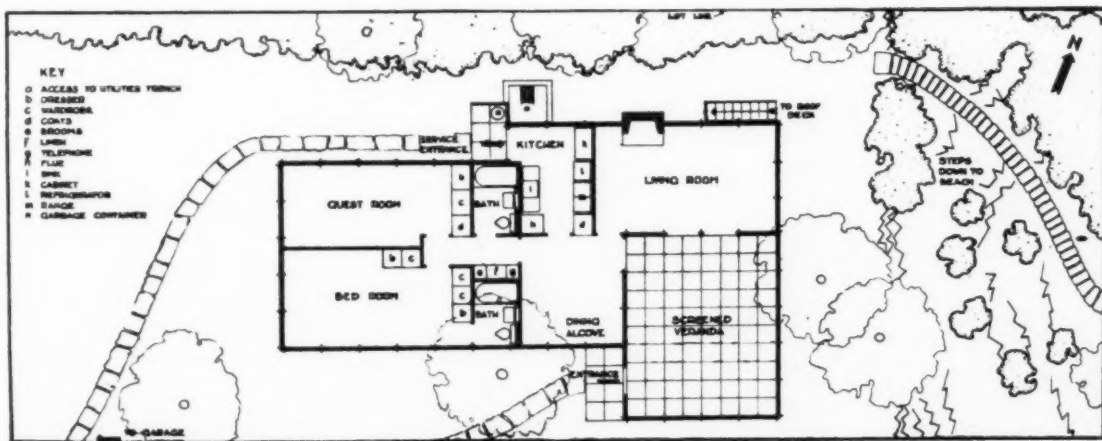 LOT LINE
N
KEY
a ACCESS TO UTILITIES TRENCH
b DRESSER
c WARDROBE
d COATS
e BROOMS
f LINEN
g TELEPHONE
h FLUE
i SINK
k CABINET
l REFRIGERATOR
m RANGE
n GARBAGE CONTAINER
SERVICE
ENTRANCE
KITCHEN
TO ROOF
DECK
STEPS
DOWN TO
BEACH
GUEST ROOM
b
c
d
BATH
i
h
k
l
m
d
LIVING ROOM
b c
BED ROOM
c
c
b
e f g
BATH
DINING
ALCOVE
SCREENED
VERANDA
ENTRANCE
TO GARAGE